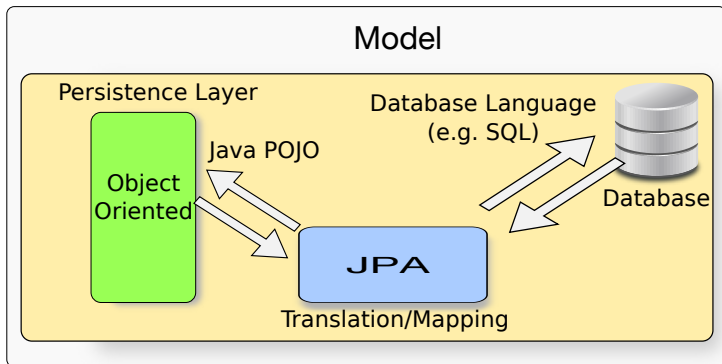 Model
Persistence Layer
Object
Oriented
Java POJO
Database Language
(e.g. SQL)
Database
JPA
Translation/Mapping